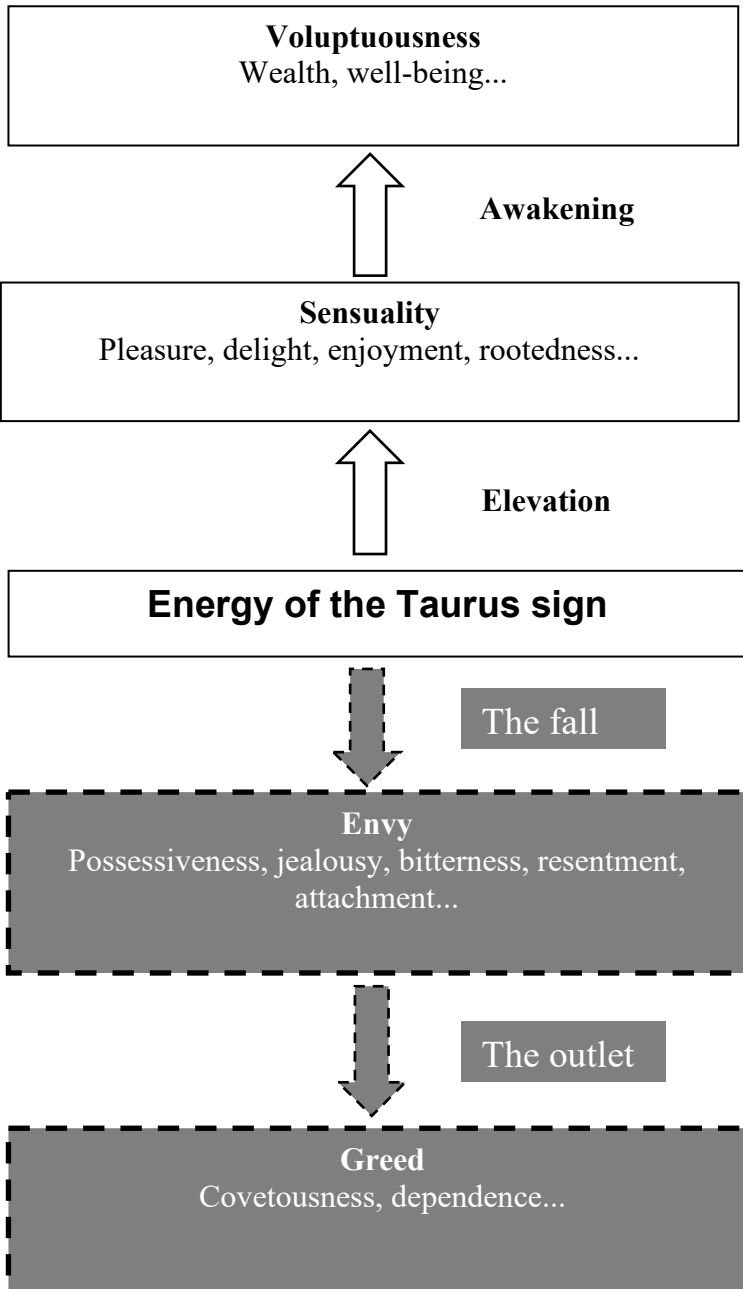 Voluptuousness
Wealth, well-being...
Awakening
Sensuality
Pleasure, delight, enjoyment, rootedness...
Elevation
Energy of the Taurus sign
The fall
Envy
Possessiveness, jealousy, bitterness, resentment,
attachment...
The outlet
Greed
Covetousness, dependence...